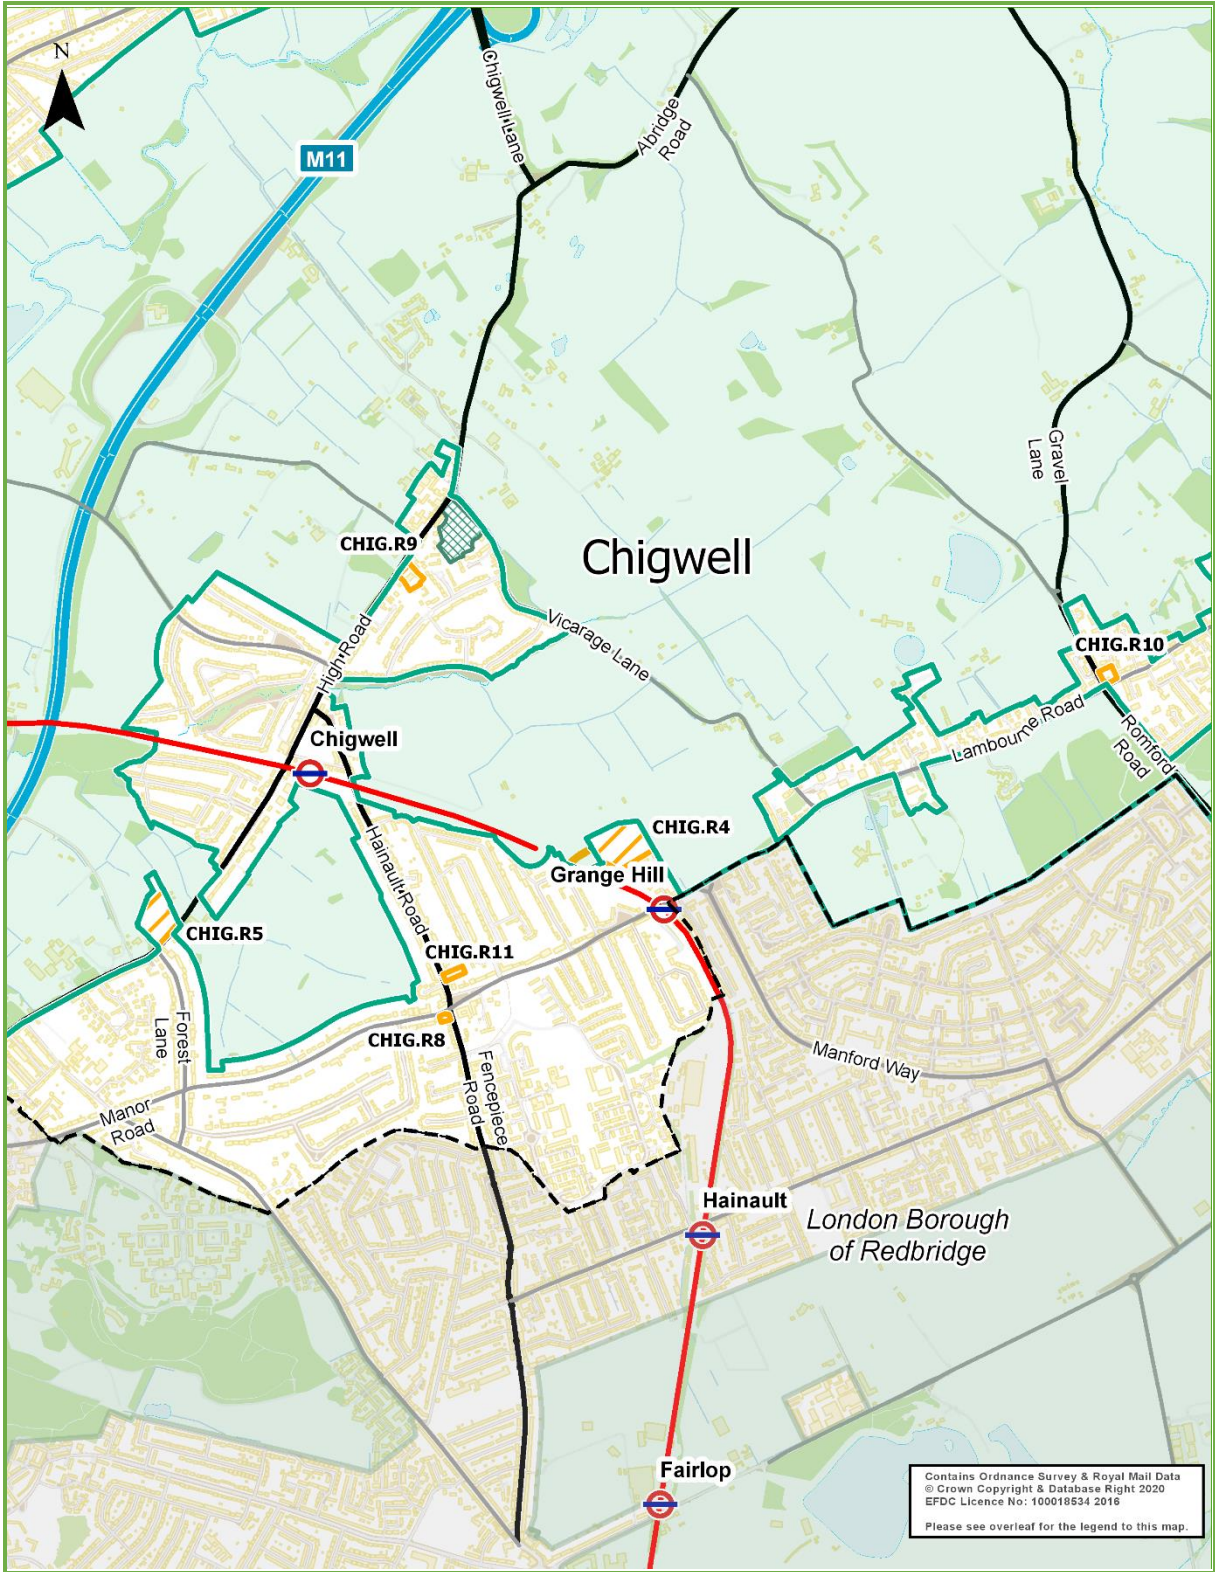 N
Chigwell Lane
Abridge
Road
M11
Gravel
Lane
CHIG.R9
Chigwell
High Road
Vicarage Lane
CHIG.R10
Lambourne Road
Romford
Road
Chigwell
Hainault Road
CHIG.R4
Grange Hill
CHIG.R5
CHIG.R11
CHIG.R8
Forest
Lane
Fencepiece
Road
Manor
Road
Manford Way
Hainault
London Borough
of Redbridge
Fairlop
Contains Ordnance Survey & Royal Mail Data
© Crown Copyright & Database Right 2020
EFDC Licence No: 100018534 2016
Please see overleaf for the legend to this map.